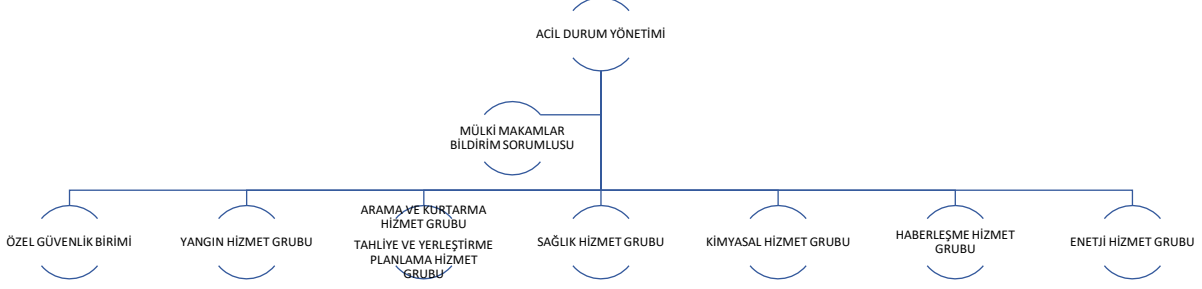 ACİL DURUM YÖNETİMİ
MÜLKİ MAKAMLAR
BİLDİRİM SORUMLUSU
ÖZEL GÜVENLİK BİRİMİ
YANGIN HİZMET GRUBU
ARAMA VE KURTARMA
HİZMET GRUBU
TAHLİYE VE YERLEŞTİRME
PLANLAMA HİZMET
GRUBU
SAĞLIK HİZMET GRUBU
KİMYASAL HİZMET GRUBU
HABERLEŞME HİZMET
GRUBU
ENETJİ HİZMET GRUBU